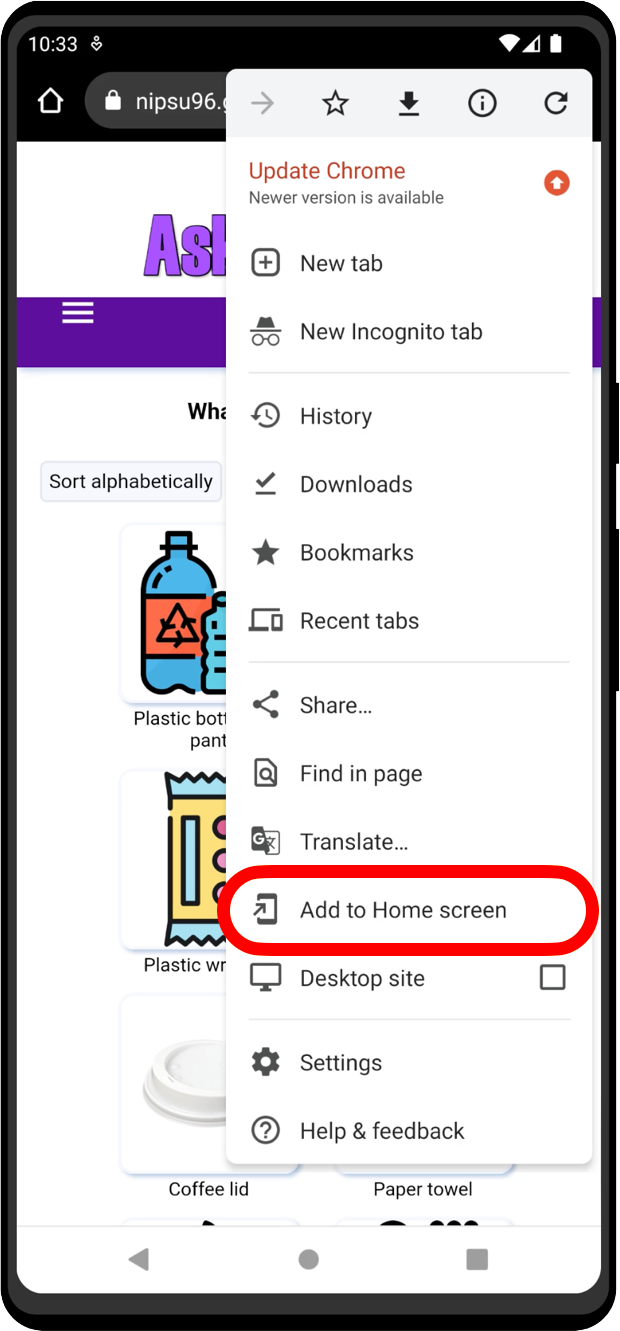 10:33
nipsu96.g
Update Chrome
Newer version is available
New tab
New Incognito tab
History
Downloads
Bookmarks
Recent tabs
Share...
Find in page
Translate...
Add to Home screen
Desktop site
Settings
Help & feedback
As
Wha
Sort alphabetically
Plastic bott
pant
Plastic wr
Coffee lid
Paper towel